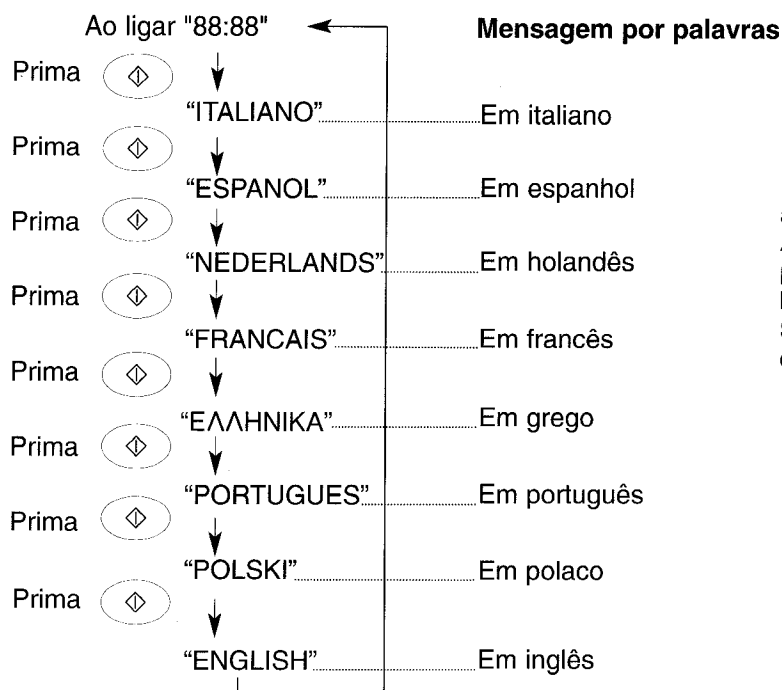 Ao ligar "88:88" Mensagem por palavras
Prima
“ITALIANO” Em italiano
Prima
“ESPANOL” Em espanhol
Prima
“NEDERLANDS” Em holandês
Prima
“FRANCAIS” Em francês
Prima
“ΕΛΛΗΝΙΚΑ” Em grego
Prima
“PORTUGUES” Em português
Prima
“POLSKI” Em polaco
Prima
“ENGLISH” Em inglês